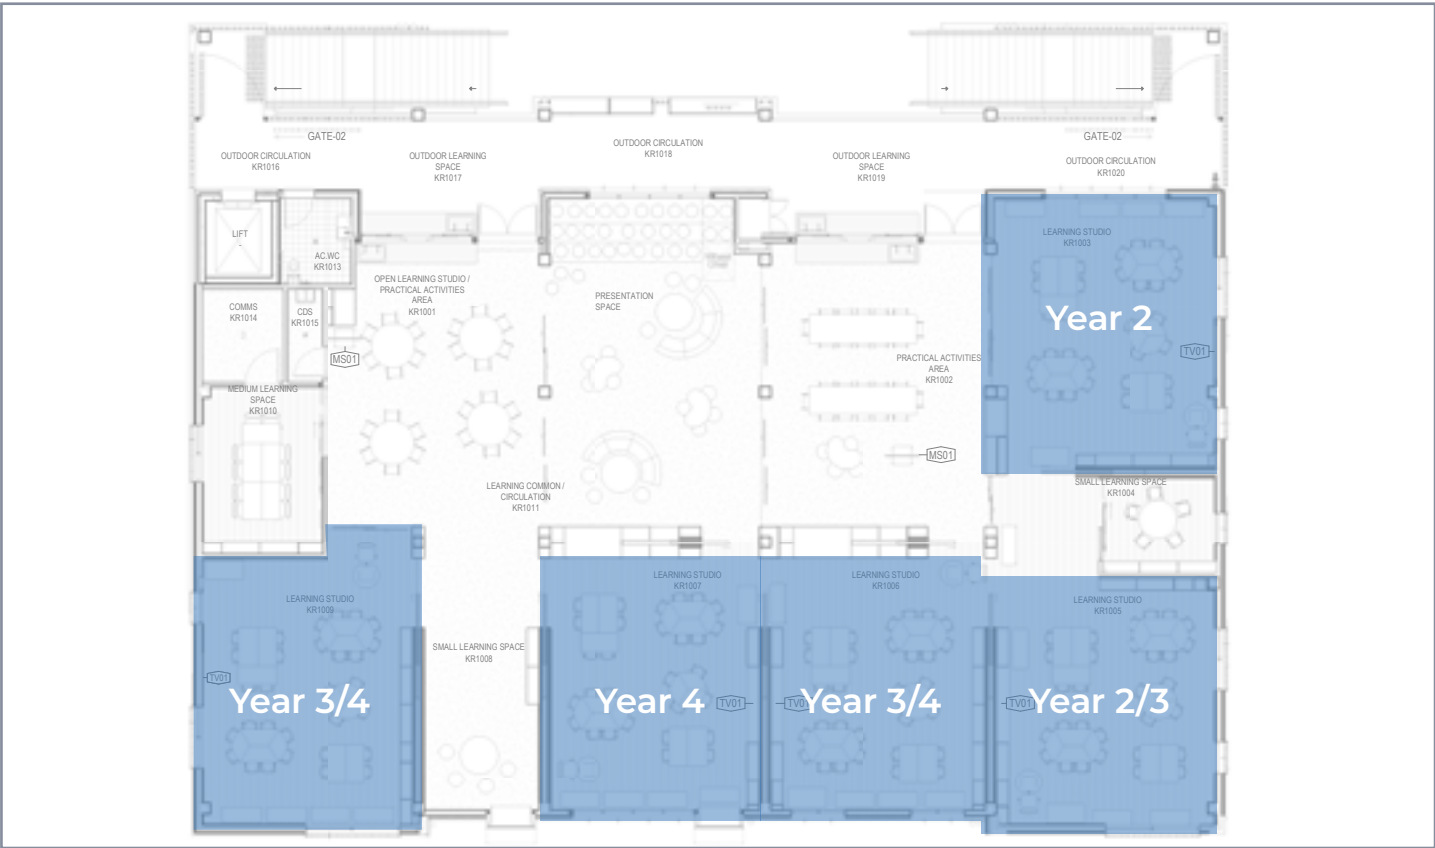 GATE-02
GATE-02
OUTDOOR CIRCULATION
KR1016
OUTDOOR LEARNING
SPACE
KR1017
OUTDOOR CIRCULATION
KR1018
OUTDOOR LEARNING
SPACE
KR1019
OUTDOOR CIRCULATION
KR1020
LIFT
-
AC.WC
KR1013
OPEN LEARNING STUDIO /
PRACTICAL ACTIVITIES
AREA
KR1001
PRESENTATION
SPACE
LEARNING STUDIO
KR1003
Year 2
TV01
COMMS
KR1014
CDS
KR1015
MS01
PRACTICAL ACTIVITIES
AREA
KR1002
MEDIUM LEARNING
SPACE
KR1010
MS01
LEARNING COMMON /
CIRCULATION
KR1011
SMALL LEARNING SPACE
KR1004
LEARNING STUDIO
KR1009
TV01
Year 3/4
SMALL LEARNING SPACE
KR1008
LEARNING STUDIO
KR1007
Year 4
TV01
LEARNING STUDIO
KR1006
Year 3/4
LEARNING STUDIO
KR1005
TV01
Year 2/3